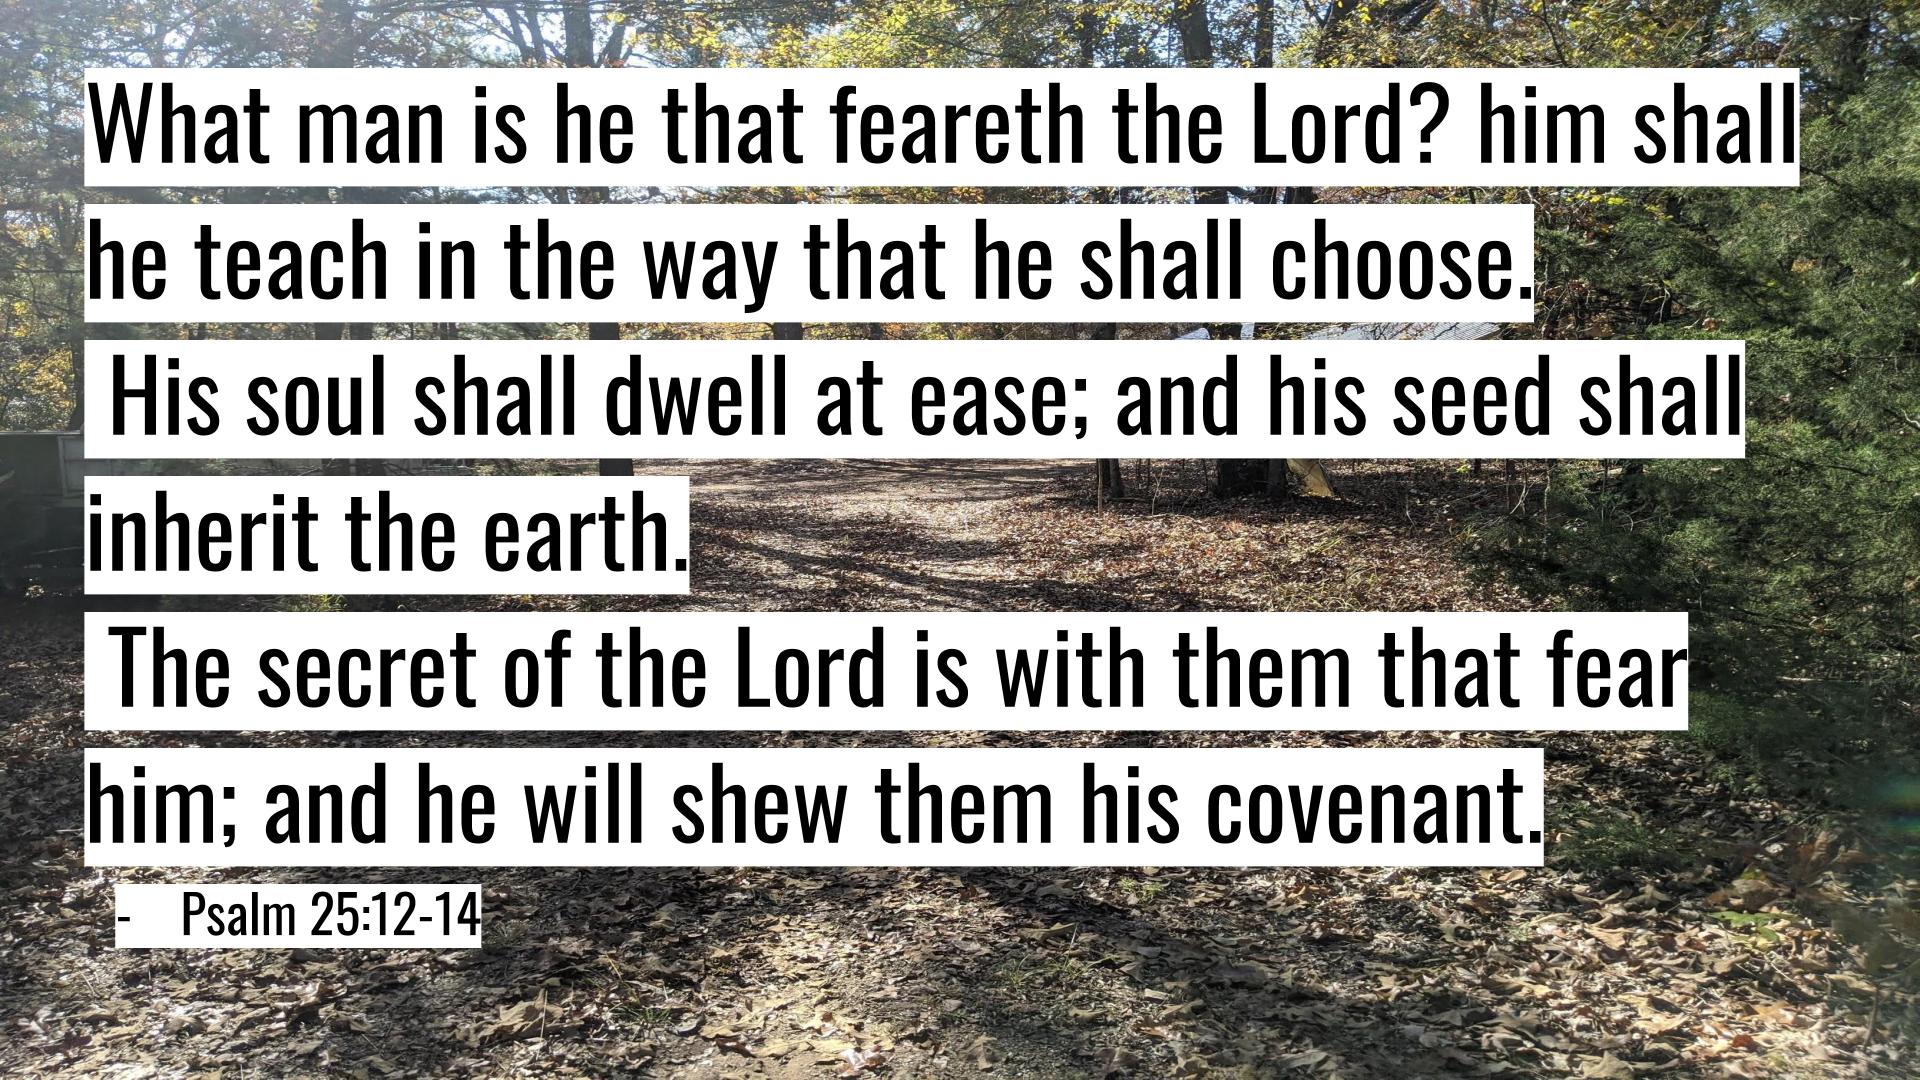 What man is he that feareth the Lord? him shall
he teach in the way that he shall choose.
His soul shall dwell at ease; and his seed shall
inherit the earth.
The secret of the Lord is with them that fear
him; and he will shew them his covenant.
- Psalm 25:12-14